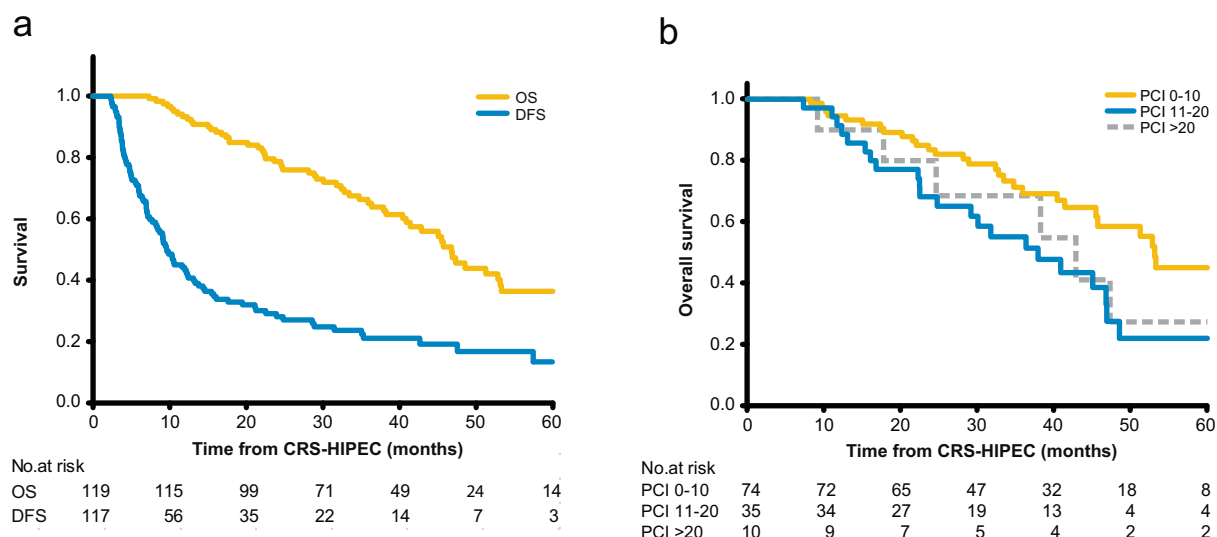 a
1.0
0.8
0.6
0.4
0.2
0.0
Survival
OS
DFS
0 10 20 30 40 50 60
Time from CRS-HIPEC (months)
No.at risk
OS 119 115 99 71 49 24 14
DFS 117 56 35 22 14 7 3
b
1.0
0.8
0.6
0.4
0.2
0.0
Overall survival
PCI 0-10
PCI 11-20
PCI >20
0 10 20 30 40 50 60
Time from CRS-HIPEC (months)
No.at risk
PCI 0-10 74 72 65 47 32 18 8
PCI 11-20 35 34 27 19 13 4 4
PCI >20 10 9 7 5 4 2 2